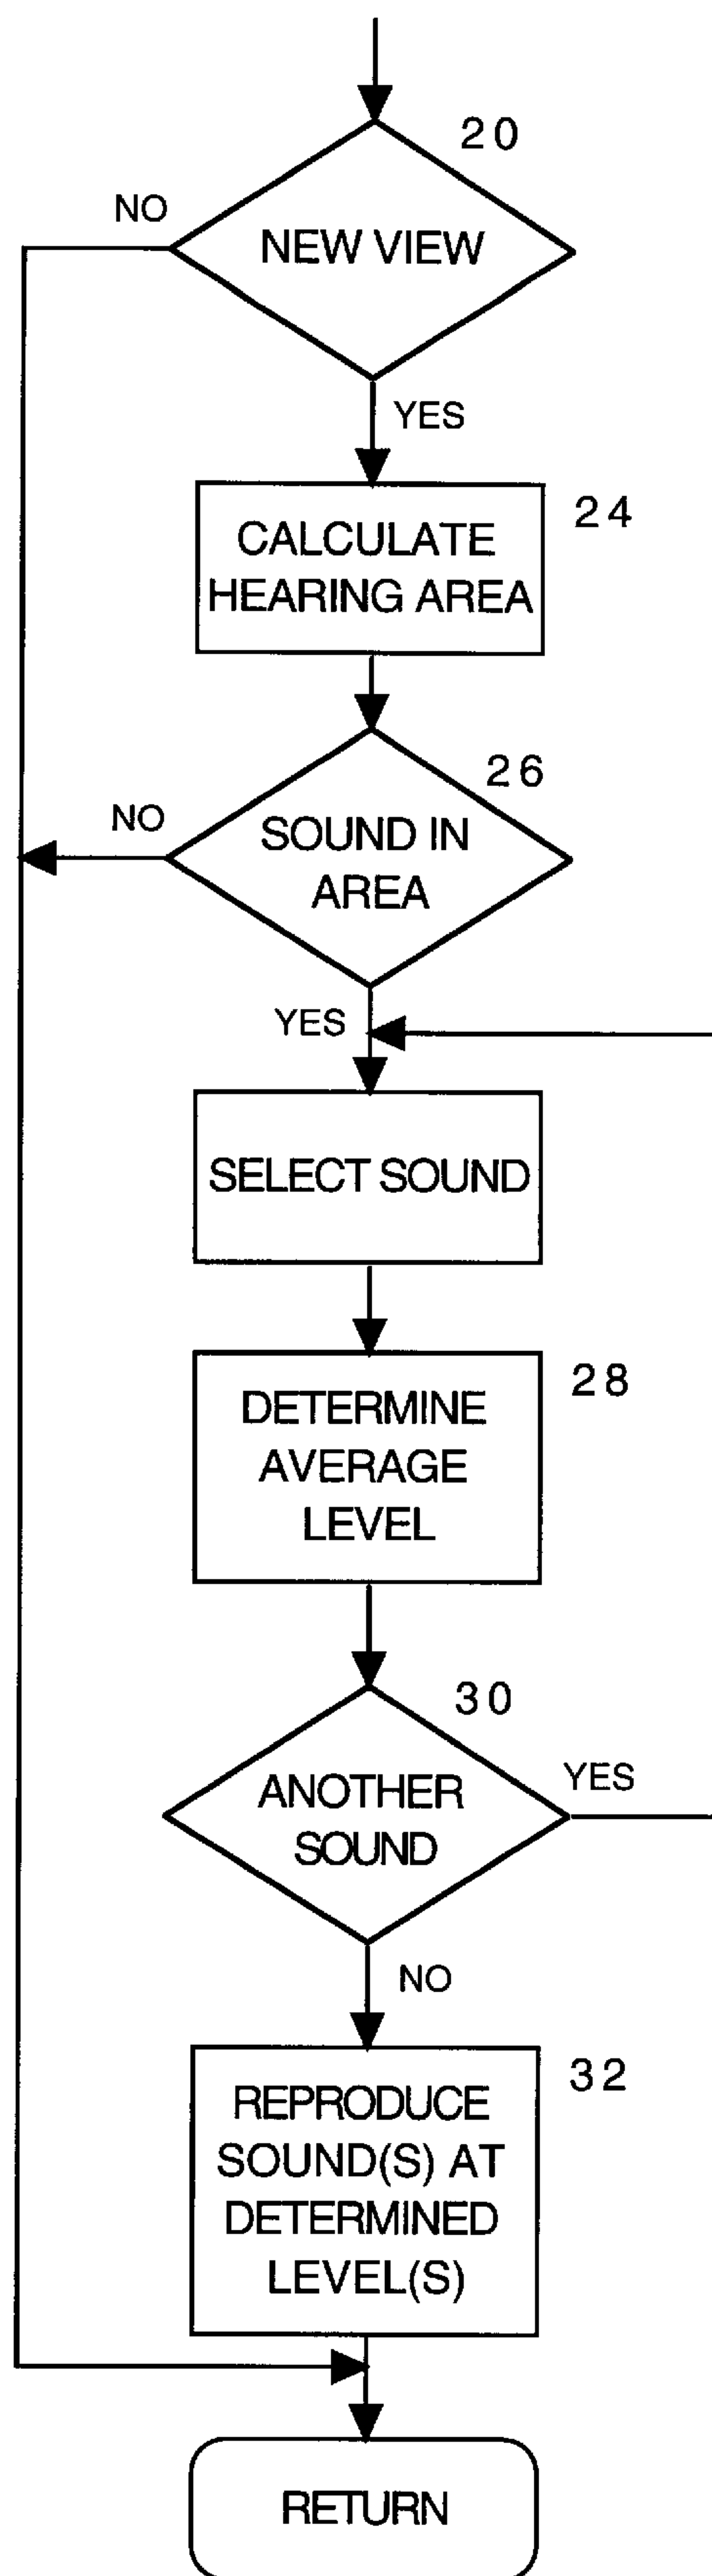 20
NO
NEW VIEW
YES
24
CALCULATE
HEARING AREA
26
NO
SOUND IN
AREA
YES
SELECT SOUND
28
DETERMINE
AVERAGE
LEVEL
30
YES
ANOTHER
SOUND
NO
32
REPRODUCE
SOUND(S) AT
DETERMINED
LEVEL(S)
RETURN